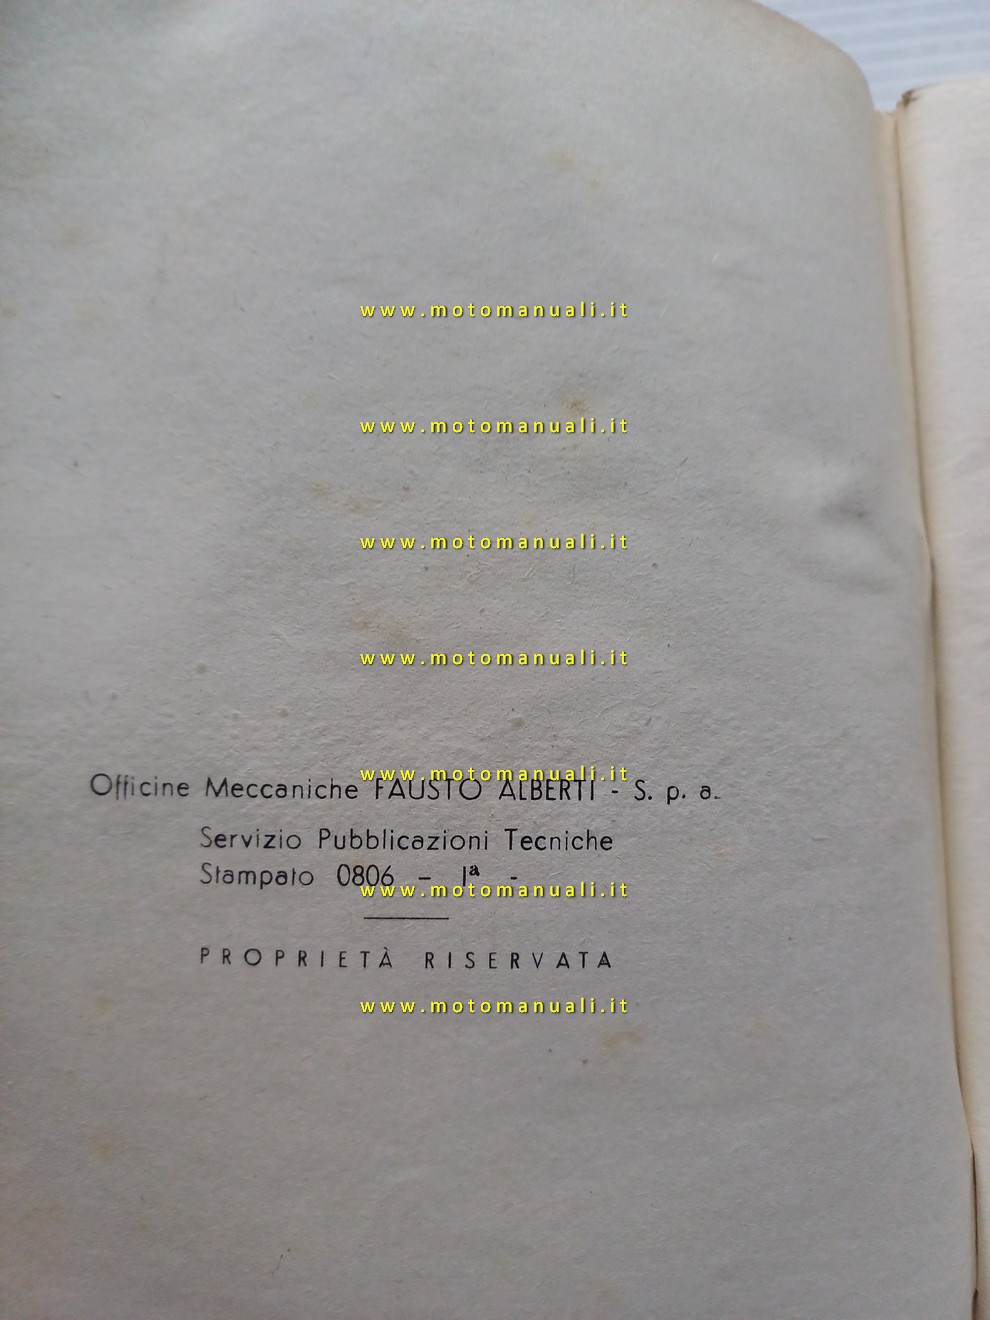 www.motomanuali.it
www.motomanuali.it
www.motomanuali.it
www.motomanuali.it
www.motomanuali.it
Officine Meccaniche FAUSTO ALBERTI - S. p. a.
Servizio Pubblicazioni Tecniche
Stampato 0806 - Iª -
www.motomanuali.it
PROPRIETÀ RISERVATA
www.motomanuali.it